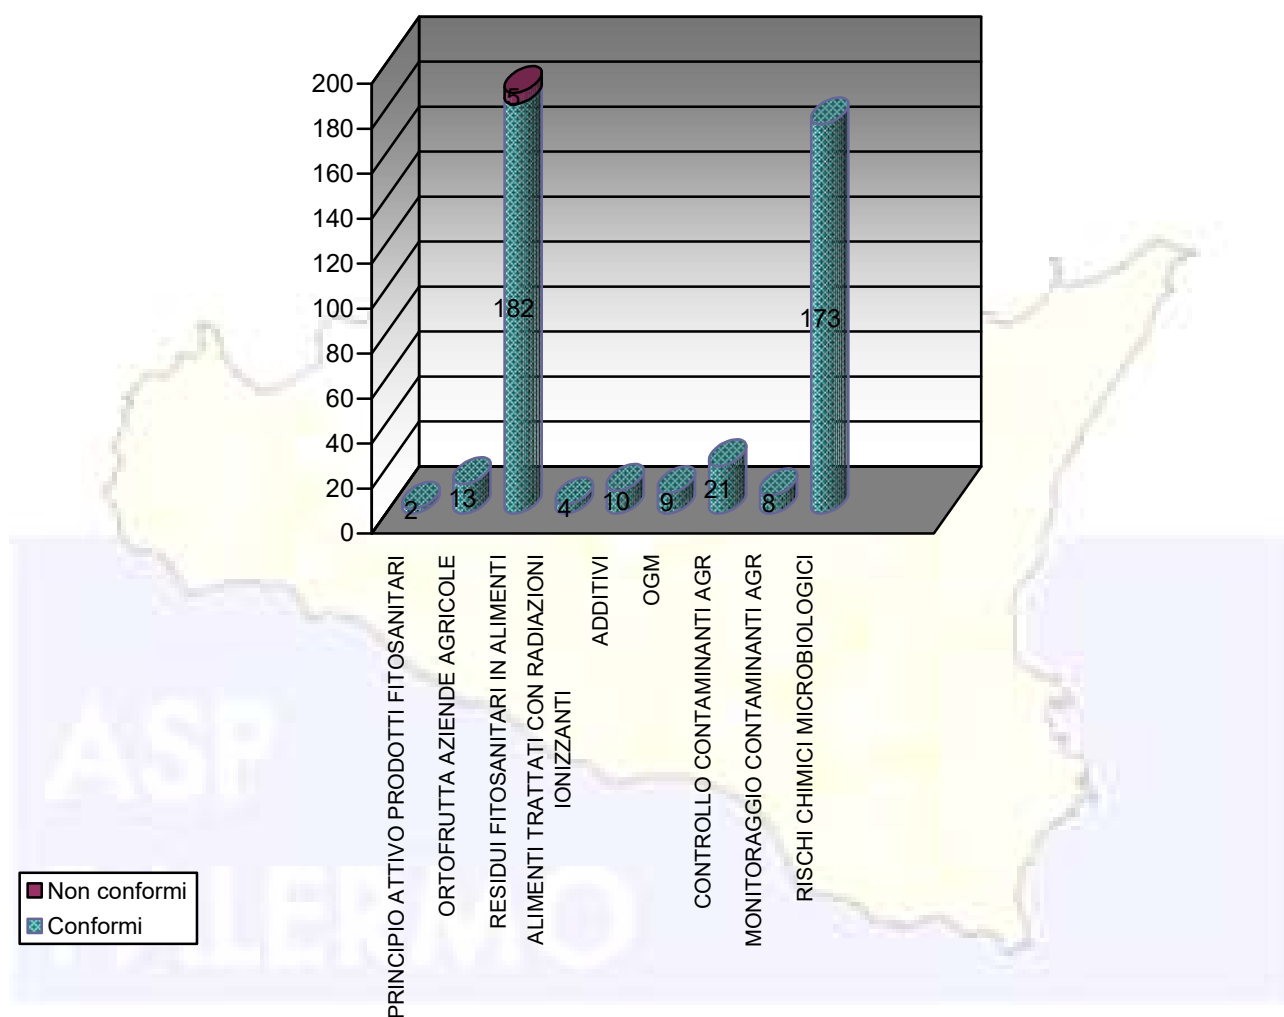 200
180
160
140
120
100
80
60
40
20
0
5
182
173
2
13
4
10
9
21
8
PRINCIPIO ATTIVO PRODOTTI FITOSANITARI
ORTOFRUTTA AZIENDE AGRICOLE
RESIDUI FITOSANITARI IN ALIMENTI
ALIMENTI TRATTATI CON RADIAZIONI
IONIZZANTI
ADDITIVI
OGM
CONTROLLO CONTAMINANTI AGR
MONITORAGGIO CONTAMINANTI AGR
RISCHI CHIMICI MICROBIOLOGICI
Non conformi
Conformi
ASP
PALERMO